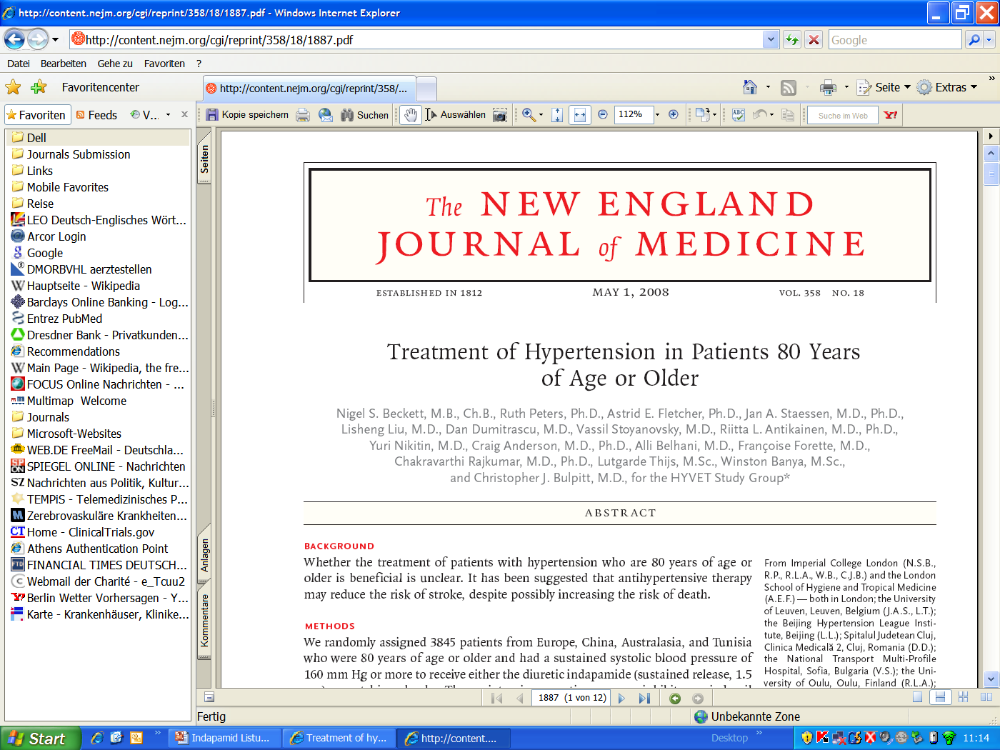 http://content.nejm.org/cgi/reprint/358/18/1887.pdf - Windows Internet Explorer
http://content.nejm.org/cgi/reprint/358/18/1887.pdf
Google
Datei Bearbeiten Gehe zu Favoriten ?
Favoritencenter
http://content.nejm.org/cgi/reprint/358/...
Seite Extras
Favoriten Feeds V...
Kopie speichern Suchen Auswählen 112% Suche im Web Y!
Dell
Journals Submission
Links
Mobile Favorites
Reise
LEO Deutsch-Englisches Wört...
Arcor Login
Google
DMORBVHL aerztestellen
Hauptseite - Wikipedia
Barclays Online Banking - Log...
Entrez PubMed
Dresdner Bank - Privatkunden...
Recommendations
Main Page - Wikipedia, the fre...
FOCUS Online Nachrichten - ...
Multimap Welcome
Journals
Microsoft-Websites
WEB.DE FreeMail - Deutschla...
SPIEGEL ONLINE - Nachrichten
Nachrichten aus Politik, Kultur...
TEMPiS - Telemedizinisches P...
Zerebrovaskuläre Krankheiten...
Home - ClinicalTrials.gov
Athens Authentication Point
FINANCIAL TIMES DEUTSCH...
Webmail der Charité - e_Tcuu2
Berlin Wetter Vorhersagen - Y...
Karte - Krankenhäuser, Klinike...
Seiten
Anlagen
Kommentare
The NEW ENGLAND
JOURNAL of MEDICINE
ESTABLISHED IN 1812 MAY 1, 2008 VOL. 358 NO. 18
Treatment of Hypertension in Patients 80 Years
of Age or Older
Nigel S. Beckett, M.B., Ch.B., Ruth Peters, Ph.D., Astrid E. Fletcher, Ph.D., Jan A. Staessen, M.D., Ph.D.,
Lisheng Liu, M.D., Dan Dumitrascu, M.D., Vassil Stoyanovsky, M.D., Riitta L. Antikainen, M.D., Ph.D.,
Yuri Nikitin, M.D., Craig Anderson, M.D., Ph.D., Alli Belhani, M.D., Françoise Forette, M.D.,
Chakravarthi Rajkumar, M.D., Ph.D., Lutgarde Thijs, M.Sc., Winston Banya, M.Sc.,
and Christopher J. Bulpitt, M.D., for the HYVET Study Group*
ABSTRACT
BACKGROUND
Whether the treatment of patients with hypertension who are 80 years of age or
older is beneficial is unclear. It has been suggested that antihypertensive therapy
may reduce the risk of stroke, despite possibly increasing the risk of death.
METHODS
We randomly assigned 3845 patients from Europe, China, Australasia, and Tunisia
who were 80 years of age or older and had a sustained systolic blood pressure of
160 mm Hg or more to receive either the diuretic indapamide (sustained release, 1.5
From Imperial College London (N.S.B.,
R.P., R.L.A., W.B., C.J.B.) and the London
School of Hygiene and Tropical Medicine
(A.E.F.) — both in London; the University
of Leuven, Leuven, Belgium (J.A.S., L.T.);
the Beijing Hypertension League Insti-
tute, Beijing (L.L.); Spitalul Judetean Cluj,
Clinica Medicală 2, Cluj, Romania (D.D.);
the National Transport Multi-Profile
Hospital, Sofia, Bulgaria (V.S.); the Uni-
versity of Oulu, Oulu, Finland (R.L.A.);
1887 (1 von 12)
Fertig Unbekannte Zone
Start Indapamid Listu... Treatment of hy... http://content.... Desktop 11:14